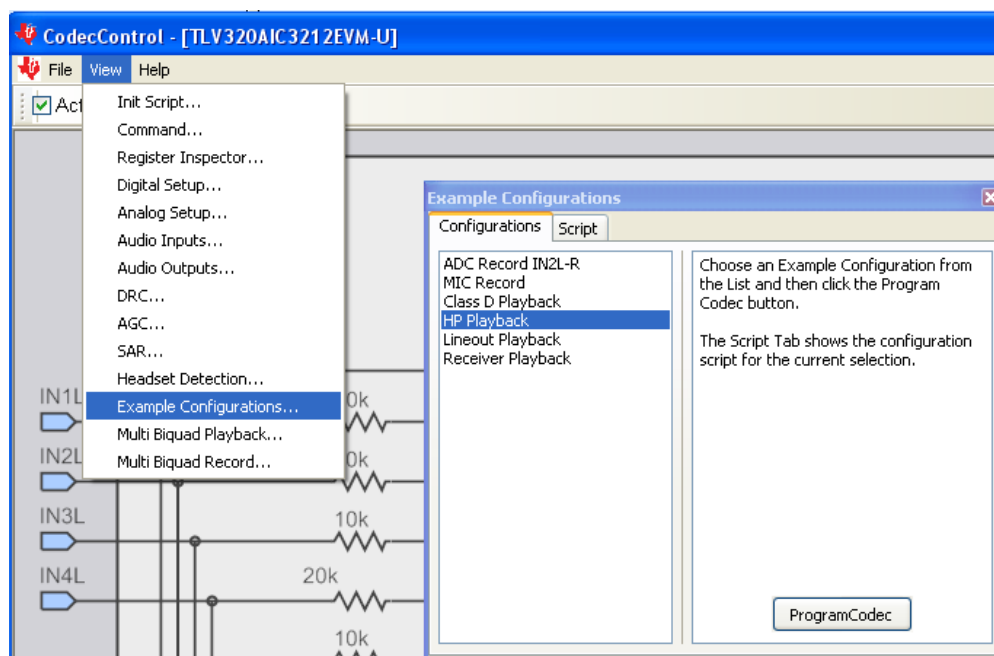 CodecControl - [TLV320AIC3212EVM-U]
File View Help
Init Script...
Command...
Register Inspector...
Digital Setup...
Analog Setup...
Audio Inputs...
Audio Outputs...
DRC...
AGC...
SAR...
Headset Detection...
Example Configurations...
Multi Biquad Playback...
Multi Biquad Record...
Example Configurations
Configurations Script
ADC Record IN2L-R
MIC Record
Class D Playback
HP Playback
Lineout Playback
Receiver Playback
Choose an Example Configuration from
the List and then click the Program
Codec button.
The Script Tab shows the configuration
script for the current selection.
ProgramCodec
IN1L
IN2L
IN3L
10k
IN4L
20k
10k